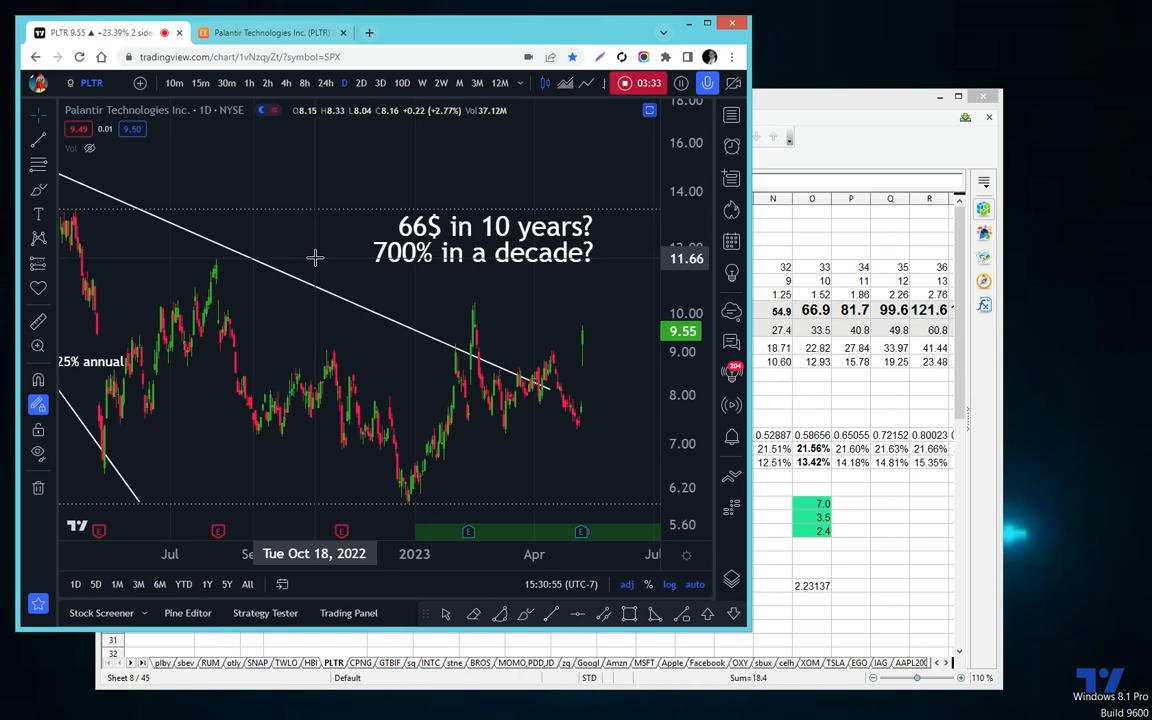 PLTR 9.55 ▲ +23.39% 2 side
Palantir Technologies Inc. (PLTR)
tradingview.com/chart/1vNzqyZt/?symbol=SPX
PLTR
10m 15m 30m 1h 2h 4h 8h 24h D 2D 3D 10D W 2W M 3M 12M
03:33
Palantir Technologies Inc. · 1D · NYSE
O8.15 H8.33 L8.04 C8.16 +0.22 (+2.77%) Vol37.12M
9.49 0.01 9.50
Vol
18.00
16.00
14.00
12.00
11.66
10.00
9.55
9.00
8.00
7.00
6.20
5.60
66$ in 10 years?
700% in a decade?
25% annual
204
E E E E E
Jul Se Tue Oct 18, 2022 2023 Apr Jul
1D 5D 1M 3M 6M YTD 1Y 5Y All
15:30:55 (UTC-7) adj % log auto
Stock Screener Pine Editor Strategy Tester Trading Panel
N O P Q R
32 33 34 35 36
9 10 11 12 13
1.25 1.52 1.86 2.26 2.76
54.9 66.9 81.7 99.6 121.6
27.4 33.5 40.8 49.8 60.8
18.71 22.82 27.84 33.97 41.44
10.60 12.93 15.78 19.25 23.48
0.52887 0.58656 0.65055 0.72152 0.80023
21.51% 21.56% 21.60% 21.63% 21.66%
12.51% 13.42% 14.18% 14.81% 15.35%
7.0
3.5
2.4
2.23137
31
32
plby sbev RUM otly SNAP TWLO HBI PLTR CPNG GTBIF sq INTC stne BROS MOMO,PDD,JD zq Googl Amzn MSFT Apple Facebook OXY sbux celh XOM TSLA EGO IAG AAPL200
Sheet 8 / 45 Default STD Sum=18.4 110 %
Windows 8.1 Pro
Build 9600